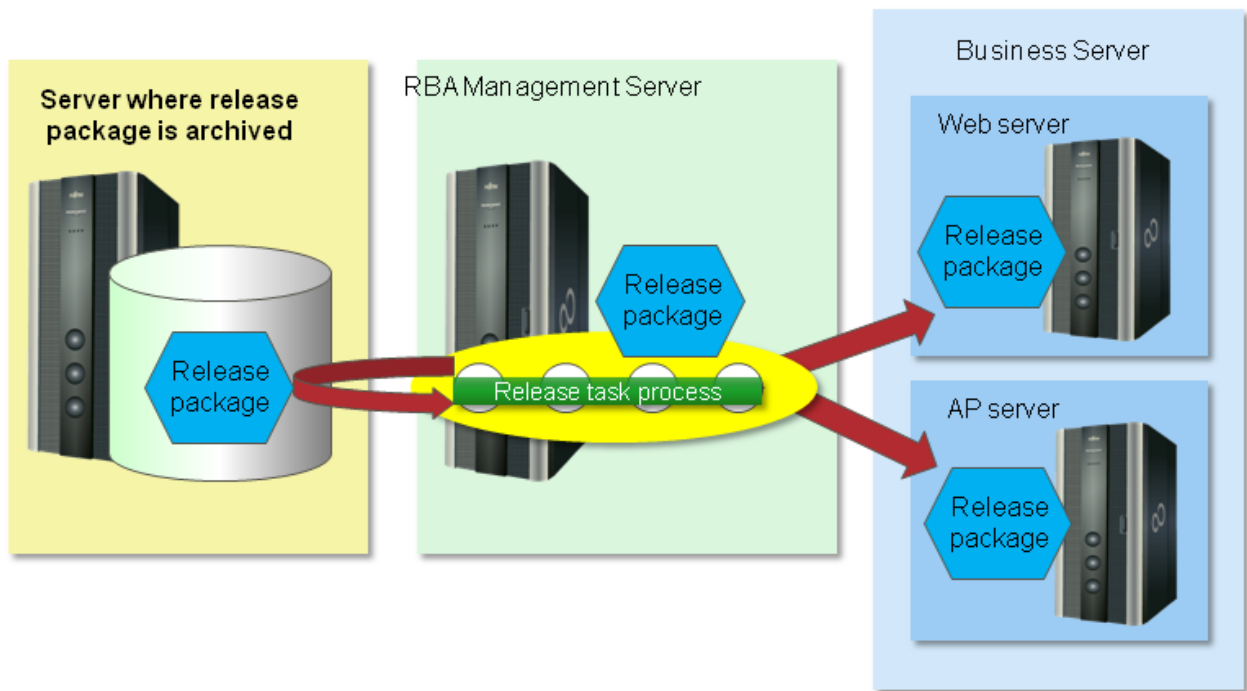 Server where release
package is archived
Release
package
RBA Management Server
Release
package
Release task process
Business Server
Web server
Release
package
AP server
Release
package